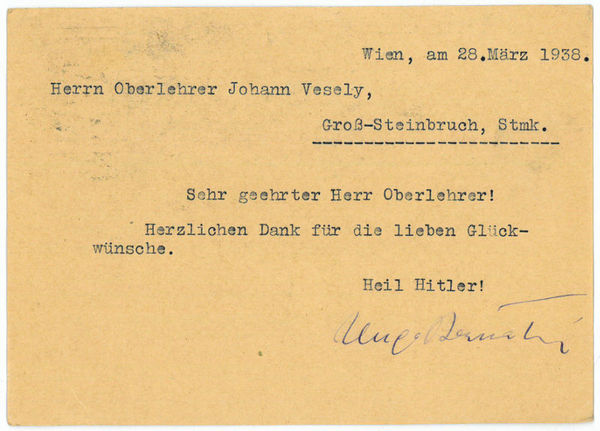 Wien, am 28.März 1938.
Herrn Oberlehrer Johann Vesely,
Groß-Steinbruch, Stmk.
Sehr geehrter Herr Oberlehrer!
Herzlichen Dank für die lieben Glück-
wünsche.
Heil Hitler!